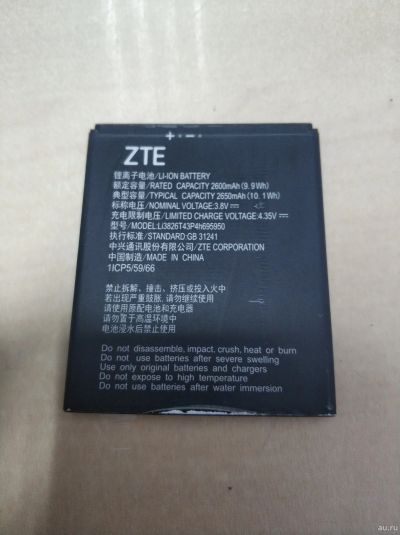 ZTE
锂离子电池/LI-ION BATTERY
额定容量/RATED CAPACITY 2600mAh(9.9Wh)
典型容量/TYPICAL CAPACITY 2650mAh(10.1Wh)
标称电压/NOMINAL VOLTAGE:3.8V
充电限制电压/LIMITED CHARGE VOLTAGE:4.35V
型号/MODEL:Li3826T43P4h695950
执行标准/STANDARD:GB 31241
中兴通讯股份有限公司/ZTE CORPORATION
中国制造/MADE IN CHINA
1ICP5/59/66
禁止拆卸、撞击、挤压或投入火中
若出现严重鼓胀,请勿继续使用
请使用原配电池和充电器
请勿置于高温环境中
电池浸水后禁止使用
Do not disassemble, impact, crush, heat or burn
Do not use batteries after severe swelling
Use only original batteries and chargers
Do not expose to high temperature
Do not use batteries after water immersion
au.ru